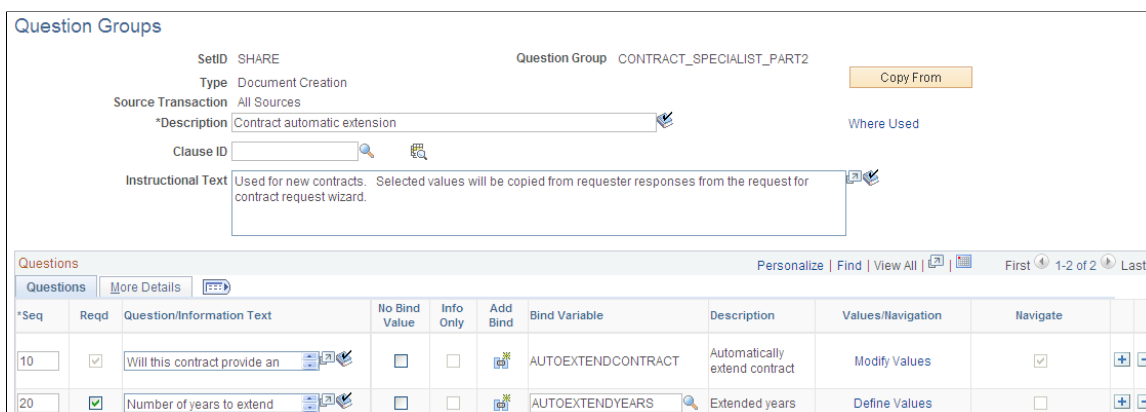 Question Groups
SetID SHARE Question Group CONTRACT_SPECIALIST_PART2
Copy From
Type Document Creation
Source Transaction All Sources
*Description Contract automatic extension
Where Used
Clause ID
Instructional Text Used for new contracts. Selected values will be copied from requester responses from the request for
contract request wizard.
Questions Personalize | Find | View All | | First 1-2 of 2 Last
Questions More Details
*Seq Reqd Question/Information Text No Bind Value Info Only Add Bind Bind Variable Description Values/Navigation Navigate
10 Will this contract provide an AUTOEXTENDCONTRACT Automatically extend contract Modify Values
20 Number of years to extend AUTOEXTENDYEARS Extended years Define Values